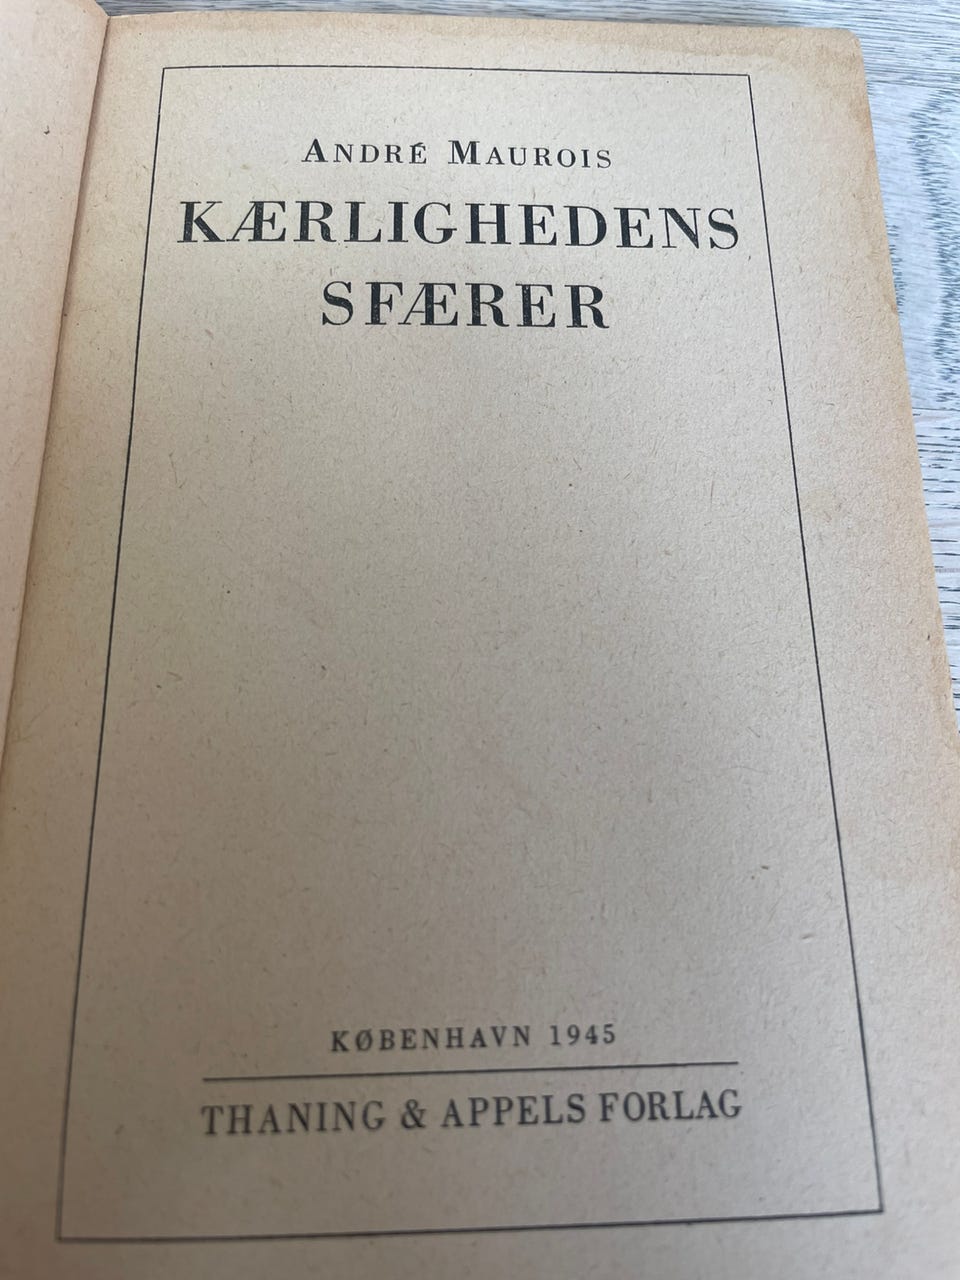 ANDRÉ MAUROIS
KÆRLIGHEDENS
SFÆRER
KØBENHAVN 1945
THANING & APPELS FORLAG